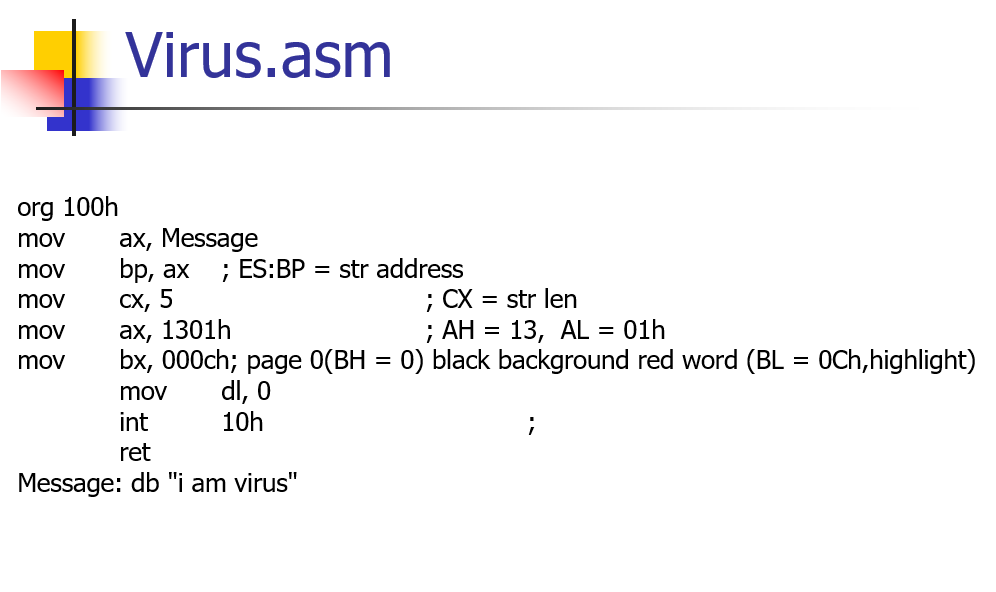 Virus.asm
org 100h
mov ax, Message
mov bp, ax ; ES:BP = str address
mov cx, 5 ; CX = str len
mov ax, 1301h ; AH = 13, AL = 01h
mov bx, 000ch; page 0(BH = 0) black background red word (BL = 0Ch,highlight)
mov dl, 0
int 10h ;
ret
Message: db "i am virus"